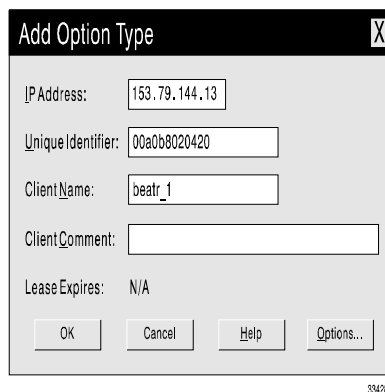 Add Option Type X
IP Address: 153.79.144.13
Unique Identifier: 00a0b8020420
Client Name: beatr_1
Client Comment:
Lease Expires: N/A
OK Cancel Help Options...